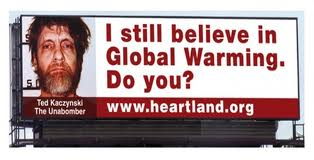 I still believe in
Global Warming.
Do you?
Ted Kaczynski
The Unabomber
www.heartland.org